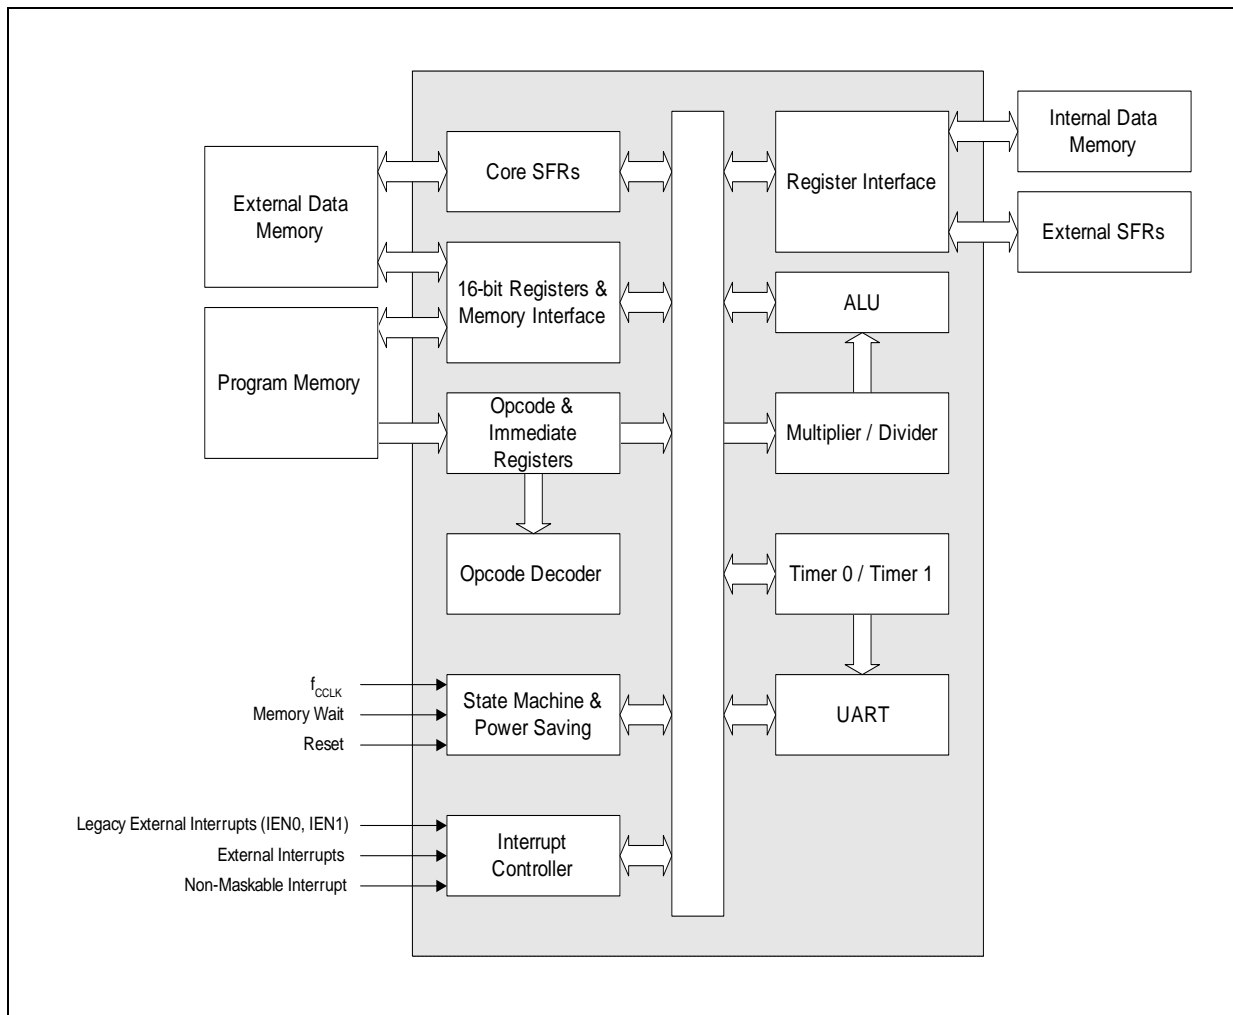 Core SFRs
External Data
Memory
16-bit Registers &
Memory Interface
Program Memory
Opcode &
Immediate
Registers
Opcode Decoder
fCCLK
Memory Wait
Reset
State Machine &
Power Saving
Legacy External Interrupts (IEN0, IEN1)
External Interrupts
Non-Maskable Interrupt
Interrupt
Controller
Register Interface
Internal Data
Memory
External SFRs
ALU
Multiplier / Divider
Timer 0 / Timer 1
UART